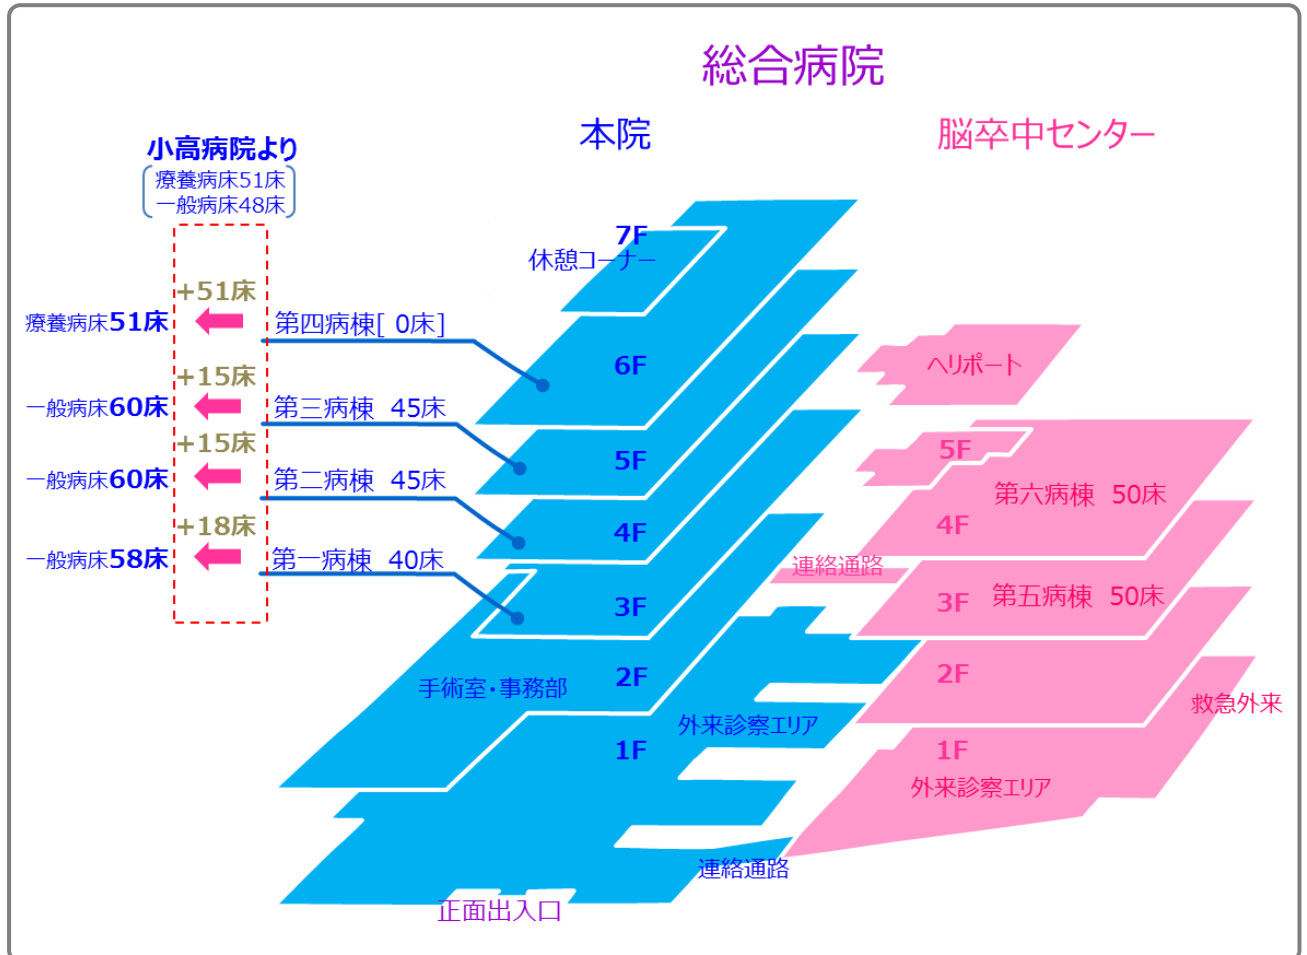 総合病院
本院
脳卒中センター
小高病院より
療養病床51床
一般病床48床
+51床
療養病床51床
第四病棟[ 0床]
+15床
一般病床60床
第三病棟 45床
+15床
一般病床60床
第二病棟 45床
+18床
一般病床58床
第一病棟 40床
7F
休憩コーナー
6F
5F
4F
3F
2F
手術室・事務部
1F
外来診察エリア
連絡通路
正面出入口
ヘリポート
5F
第六病棟 50床
4F
連絡通路
3F
第五病棟 50床
2F
救急外来
1F
外来診察エリア